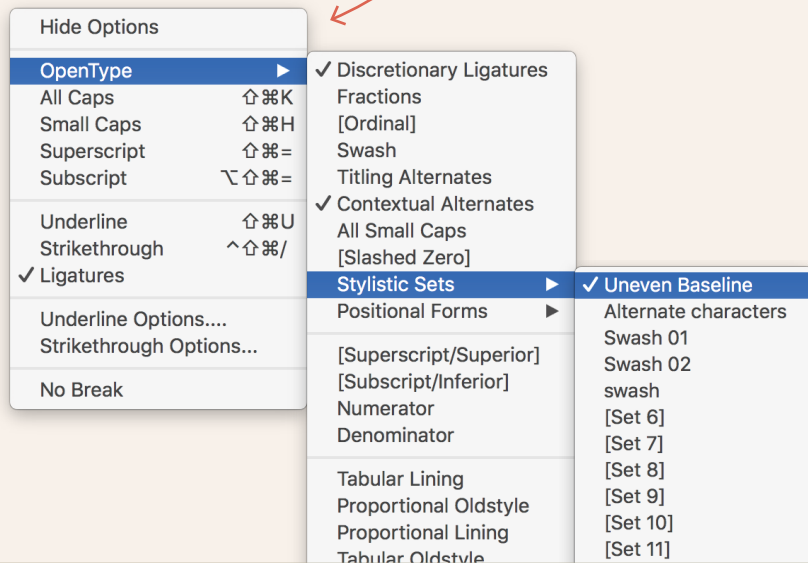 Hide Options
OpenType ▶
All Caps ⇧⌘K
Small Caps ⇧⌘H
Superscript ⇧⌘=
Subscript ⌥⇧⌘=
Underline ⇧⌘U
Strikethrough ^⇧⌘/
✓ Ligatures
Underline Options....
Strikethrough Options...
No Break
✓ Discretionary Ligatures
Fractions
[Ordinal]
Swash
Titling Alternates
✓ Contextual Alternates
All Small Caps
[Slashed Zero]
Stylistic Sets ▶
Positional Forms ▶
[Superscript/Superior]
[Subscript/Inferior]
Numerator
Denominator
Tabular Lining
Proportional Oldstyle
Proportional Lining
Tabular Oldstyle
✓ Uneven Baseline
Alternate characters
Swash 01
Swash 02
swash
[Set 6]
[Set 7]
[Set 8]
[Set 9]
[Set 10]
[Set 11]